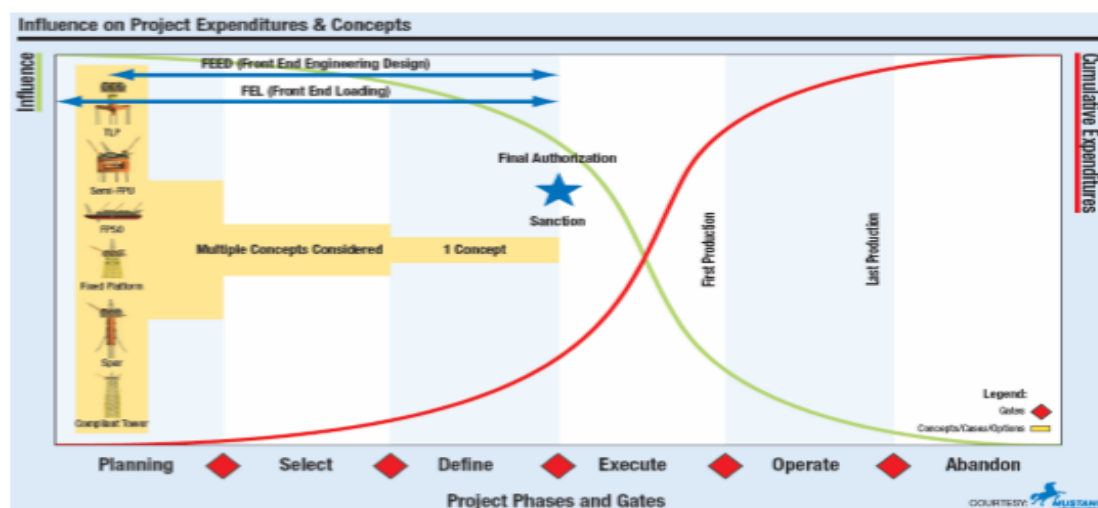 Influence on Project Expenditures & Concepts
Influence
Cumulative Expenditures
FEED (Front End Engineering Design)
FEL (Front End Loading)
TLP
Semi-FPU
FPSO
Fixed Platform
Spar
Compliant Tower
Multiple Concepts Considered
1 Concept
Final Authorization
Sanction
First Production
Last Production
Legend:
Gates
Concepts/Cases/Options
Planning
Select
Define
Execute
Operate
Abandon
Project Phases and Gates
COURTESY: MUSTANG